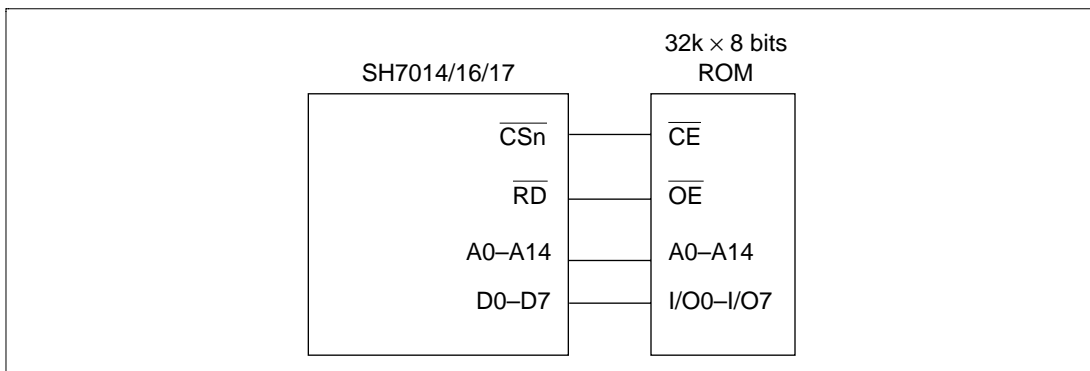 32k × 8 bits
SH7014/16/17 ROM
CSn CE
RD OE
A0–A14 A0–A14
D0–D7 I/O0–I/O7